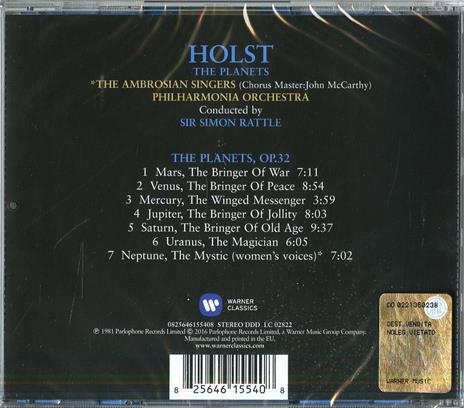 HOLST
THE PLANETS
*THE AMBROSIAN SINGERS (Chorus Master:John McCarthy)
PHILHARMONIA ORCHESTRA
Conducted by
SIR SIMON RATTLE
THE PLANETS, OP.32
1 Mars, The Bringer Of War 7:11
2 Venus, The Bringer Of Peace 8:54
3 Mercury, The Winged Messenger 3:59
4 Jupiter, The Bringer Of Jollity 8:03
5 Saturn, The Bringer Of Old Age 9:37
6 Uranus, The Magician 6:05
7 Neptune, The Mystic (women's voices)* 7:02
WARNER
CLASSICS
0825646155408 STEREO DDD LC 02822
℗ 1981 Parlophone Records Limited © 2016 Parlophone Records Limited, a Warner Music Group Company.
Manufactured and printed in the EU.
www.warnerclassics.com
8 25646 15540 8
DEST.VENDITA
NOLEG.VIETATO
WARNER MUSIC